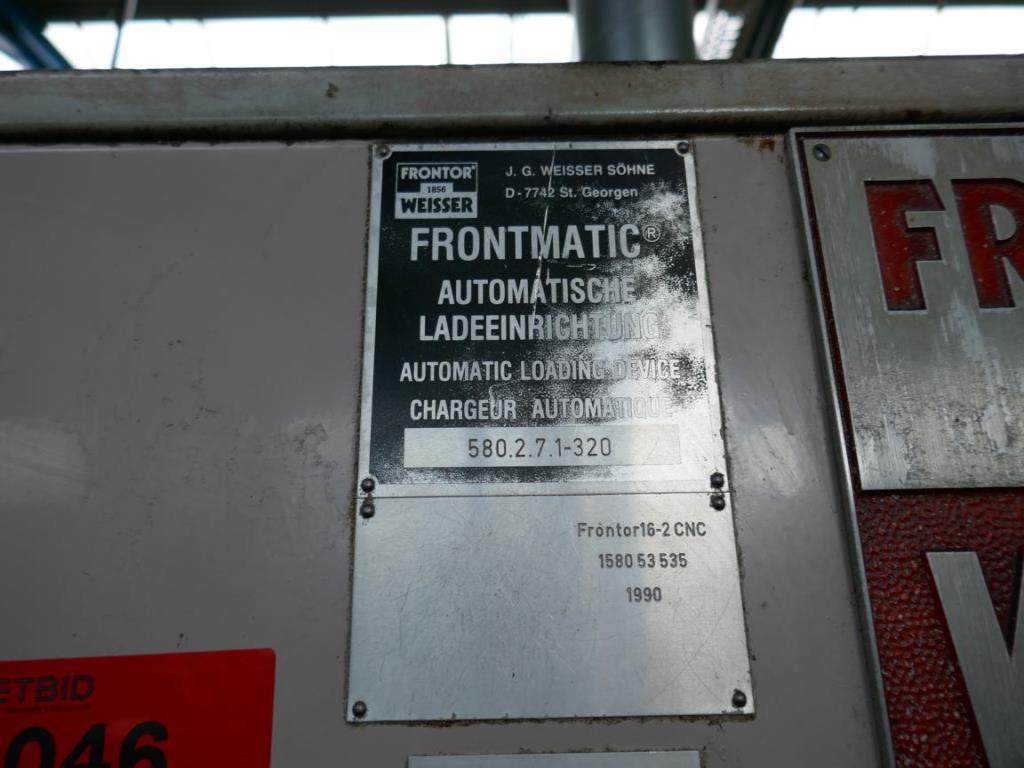 FRONTOR®
1856
WEISSER
J. G. WEISSER SÖHNE
D-7742 St. Georgen
FRONTMATIC®
AUTOMATISCHE
LADEEINRICHTUNG
AUTOMATIC LOADING DEVICE
CHARGEUR AUTOMATIQUE
580.2.7.1-320
Frontor16-2 CNC
1580 53 535
1990
FR
ETBID
046